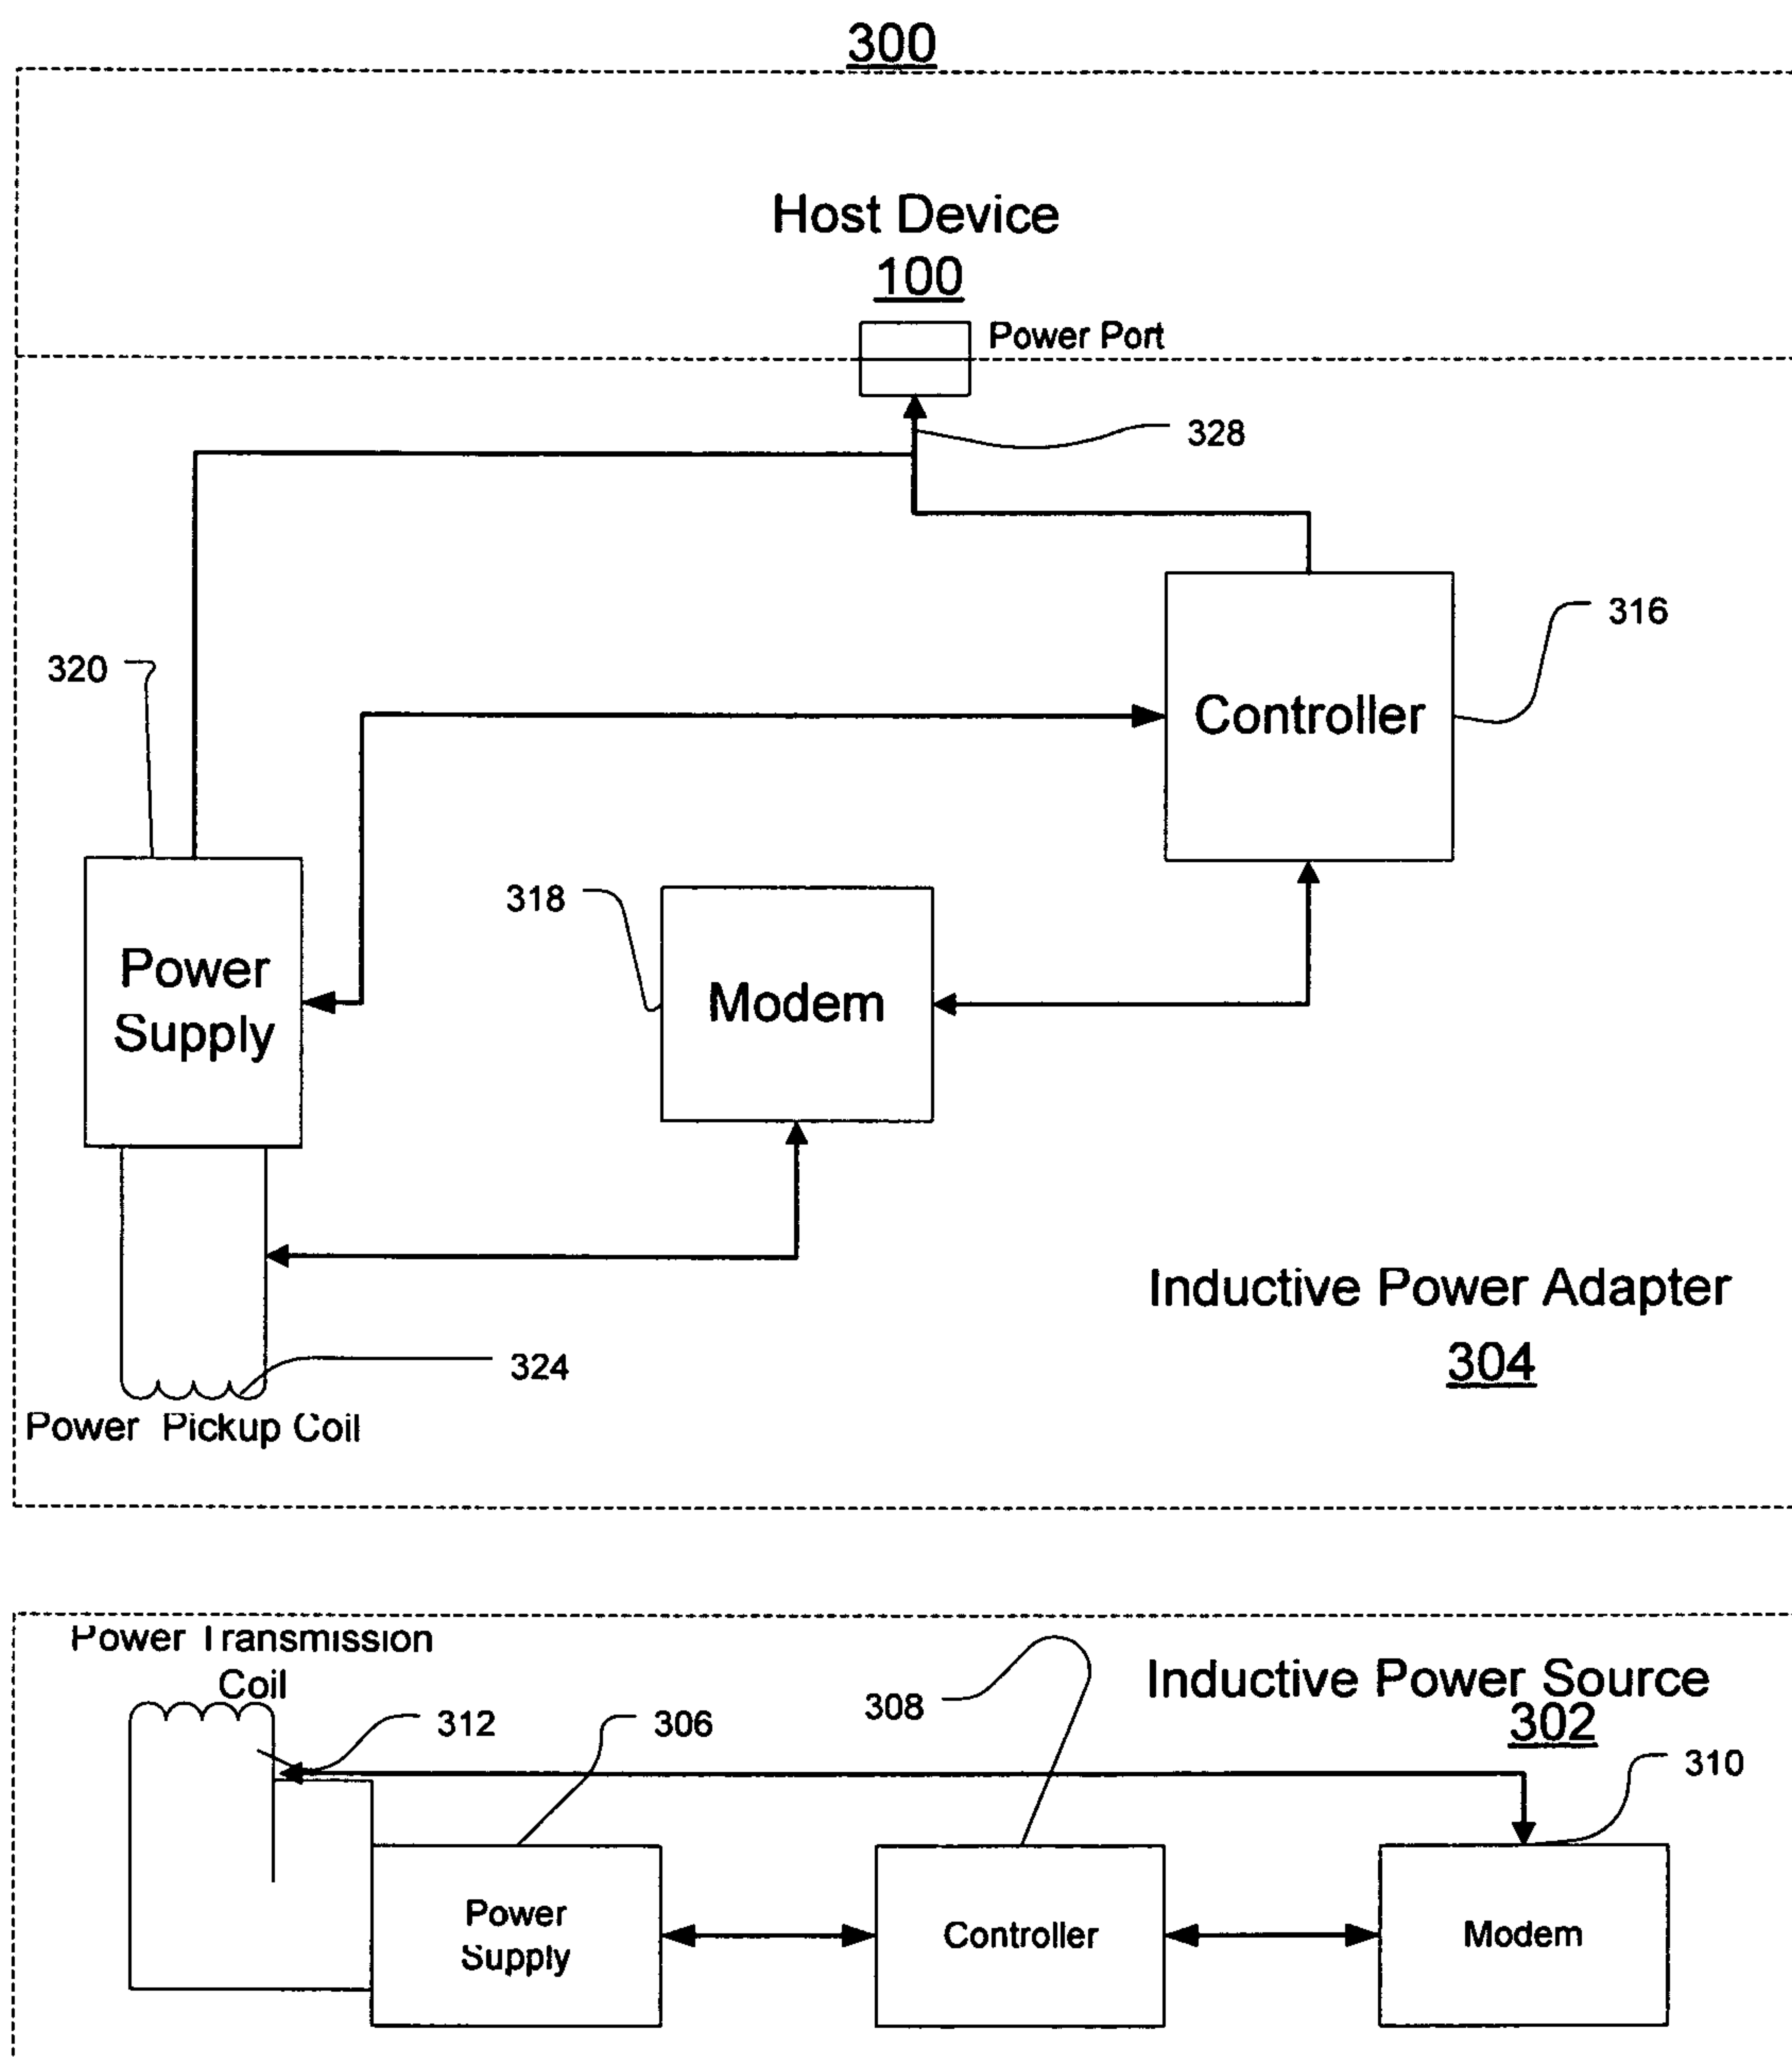 300
Host Device
100
Power Port
328
316
320
Controller
318
Power
Supply
Modem
Inductive Power Adapter
304
324
Power Pickup Coil
Power Transmission
Coil
308
Inductive Power Source
302
312
306
310
Power
Supply
Controller
Modem